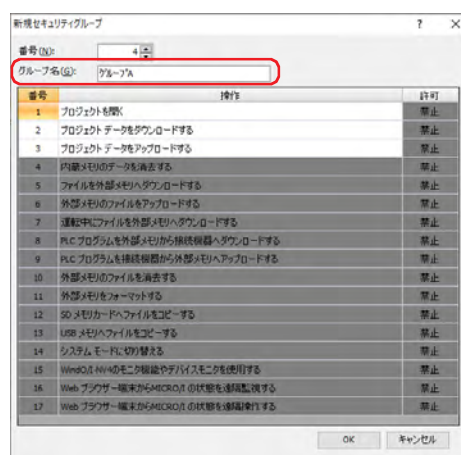 新規セキュリティグループ ? ×
番号(N): 4
グループ名(G): グループA
番号 操作 許可
1 プロジェクトを開く 禁止
2 プロジェクト データをダウンロードする 禁止
3 プロジェクト データをアップロードする 禁止
4 内蔵メモリのデータを消去する 禁止
5 ファイルを外部メモリへダウンロードする 禁止
6 外部メモリのファイルをアップロードする 禁止
7 運転中にファイルを外部メモリへダウンロードする 禁止
8 PLC プログラムを外部メモリから接続機器へダウンロードする 禁止
9 PLC プログラムを接続機器から外部メモリへアップロードする 禁止
10 外部メモリのファイルを消去する 禁止
11 外部メモリをフォーマットする 禁止
12 SD メモリカードへファイルをコピーする 禁止
13 USB メモリへファイルをコピーする 禁止
14 システム モードに切り替える 禁止
15 WindO/I-NV4のモニタ機能やデバイスモニタを使用する 禁止
16 Web ブラウザー端末からMICRO/I の状態を遠隔監視する 禁止
17 Web ブラウザー端末からMICRO/I の状態を遠隔操作する 禁止
OK キャンセル